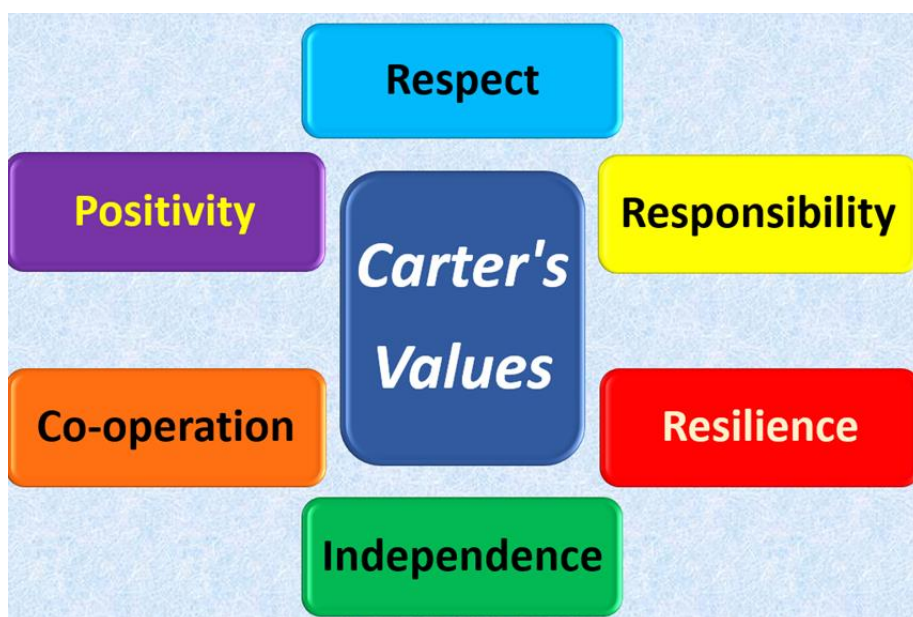 Respect
Positivity
Carter's
Values
Responsibility
Co-operation
Resilience
Independence